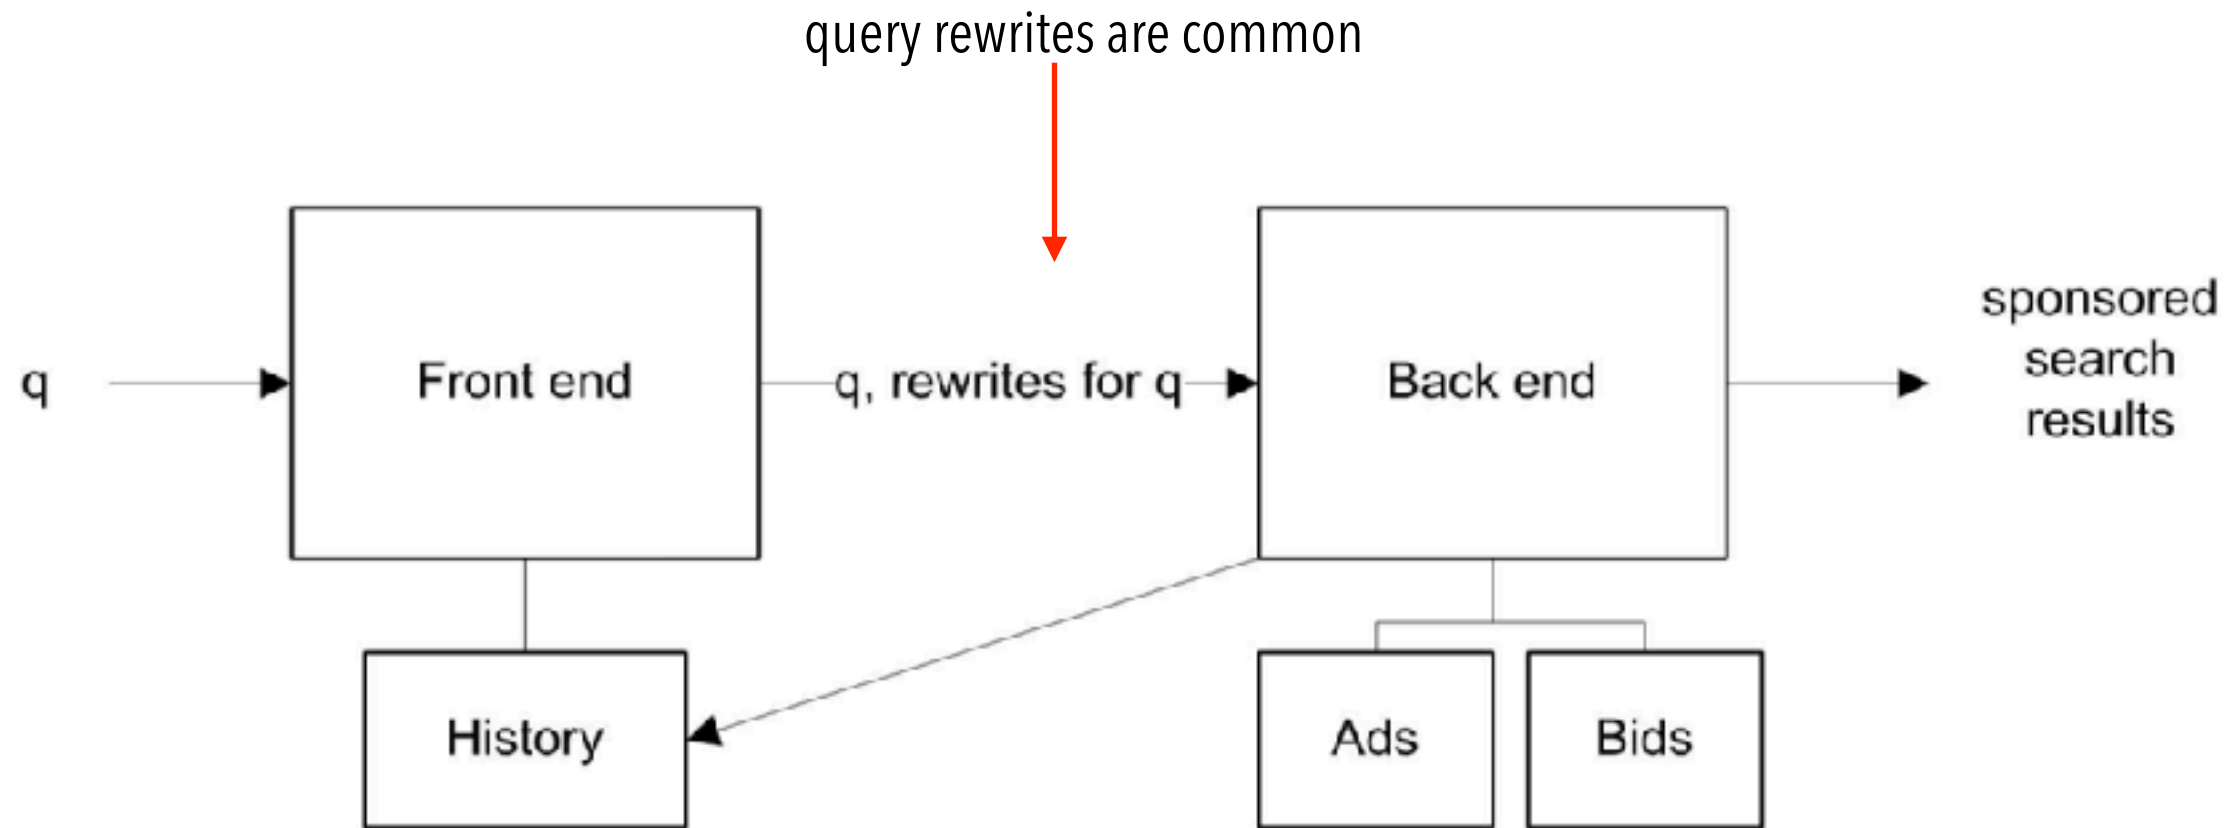 query rewrites are common
q
Front end
q, rewrites for q
Back end
sponsored
search
results
History
Ads
Bids